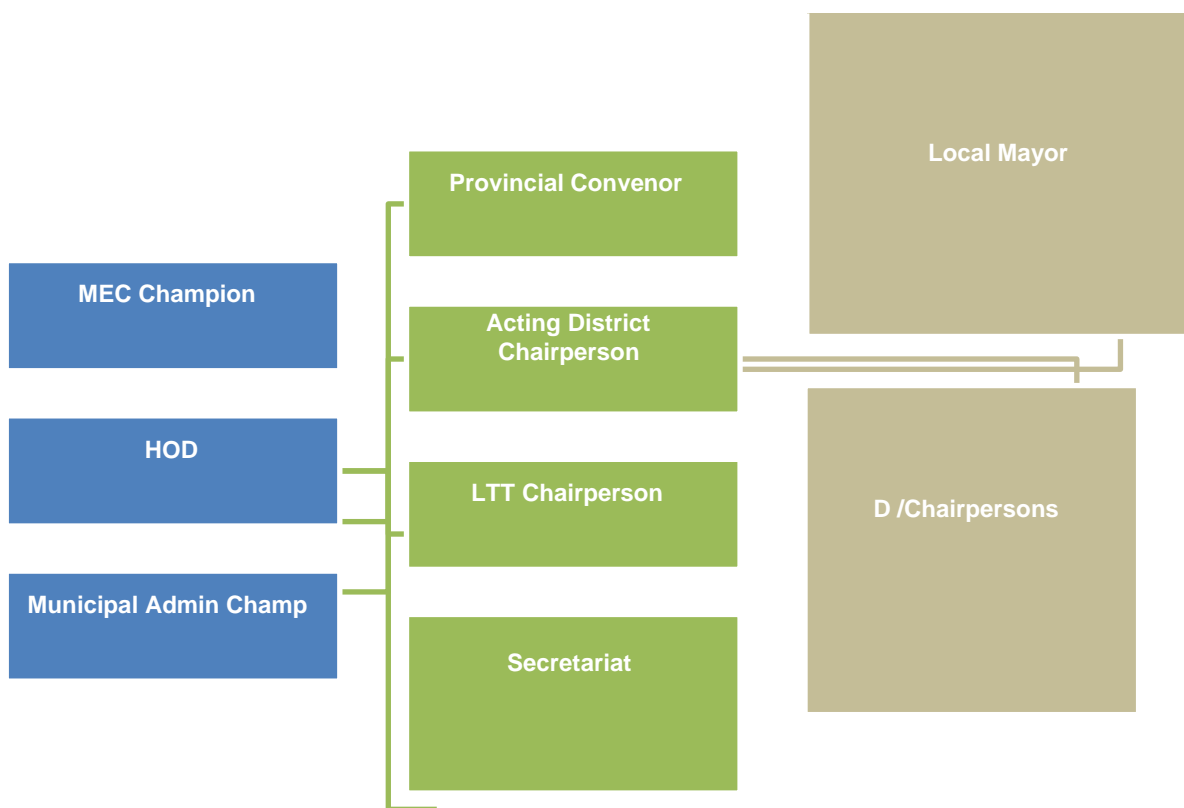 MEC Champion
HOD
Municipal Admin Champ
Provincial Convenor
Acting District
Chairperson
LTT Chairperson
Secretariat
Local Mayor
D /Chairpersons